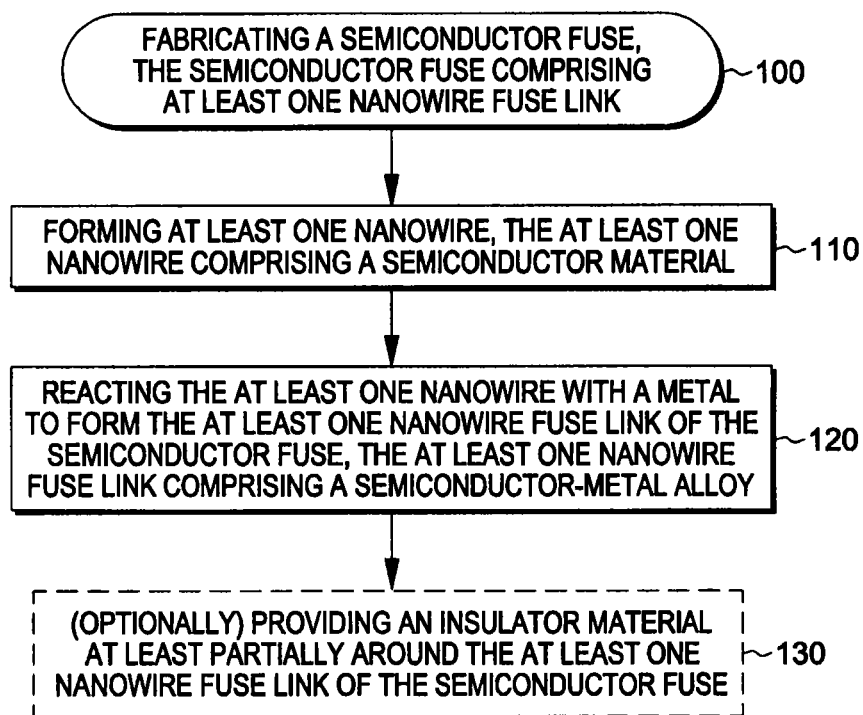 FABRICATING A SEMICONDUCTOR FUSE,
THE SEMICONDUCTOR FUSE COMPRISING
AT LEAST ONE NANOWIRE FUSE LINK
100
FORMING AT LEAST ONE NANOWIRE, THE AT LEAST ONE
NANOWIRE COMPRISING A SEMICONDUCTOR MATERIAL
110
REACTING THE AT LEAST ONE NANOWIRE WITH A METAL
TO FORM THE AT LEAST ONE NANOWIRE FUSE LINK OF THE
SEMICONDUCTOR FUSE, THE AT LEAST ONE NANOWIRE
FUSE LINK COMPRISING A SEMICONDUCTOR-METAL ALLOY
120
(OPTIONALLY) PROVIDING AN INSULATOR MATERIAL
AT LEAST PARTIALLY AROUND THE AT LEAST ONE
NANOWIRE FUSE LINK OF THE SEMICONDUCTOR FUSE
130